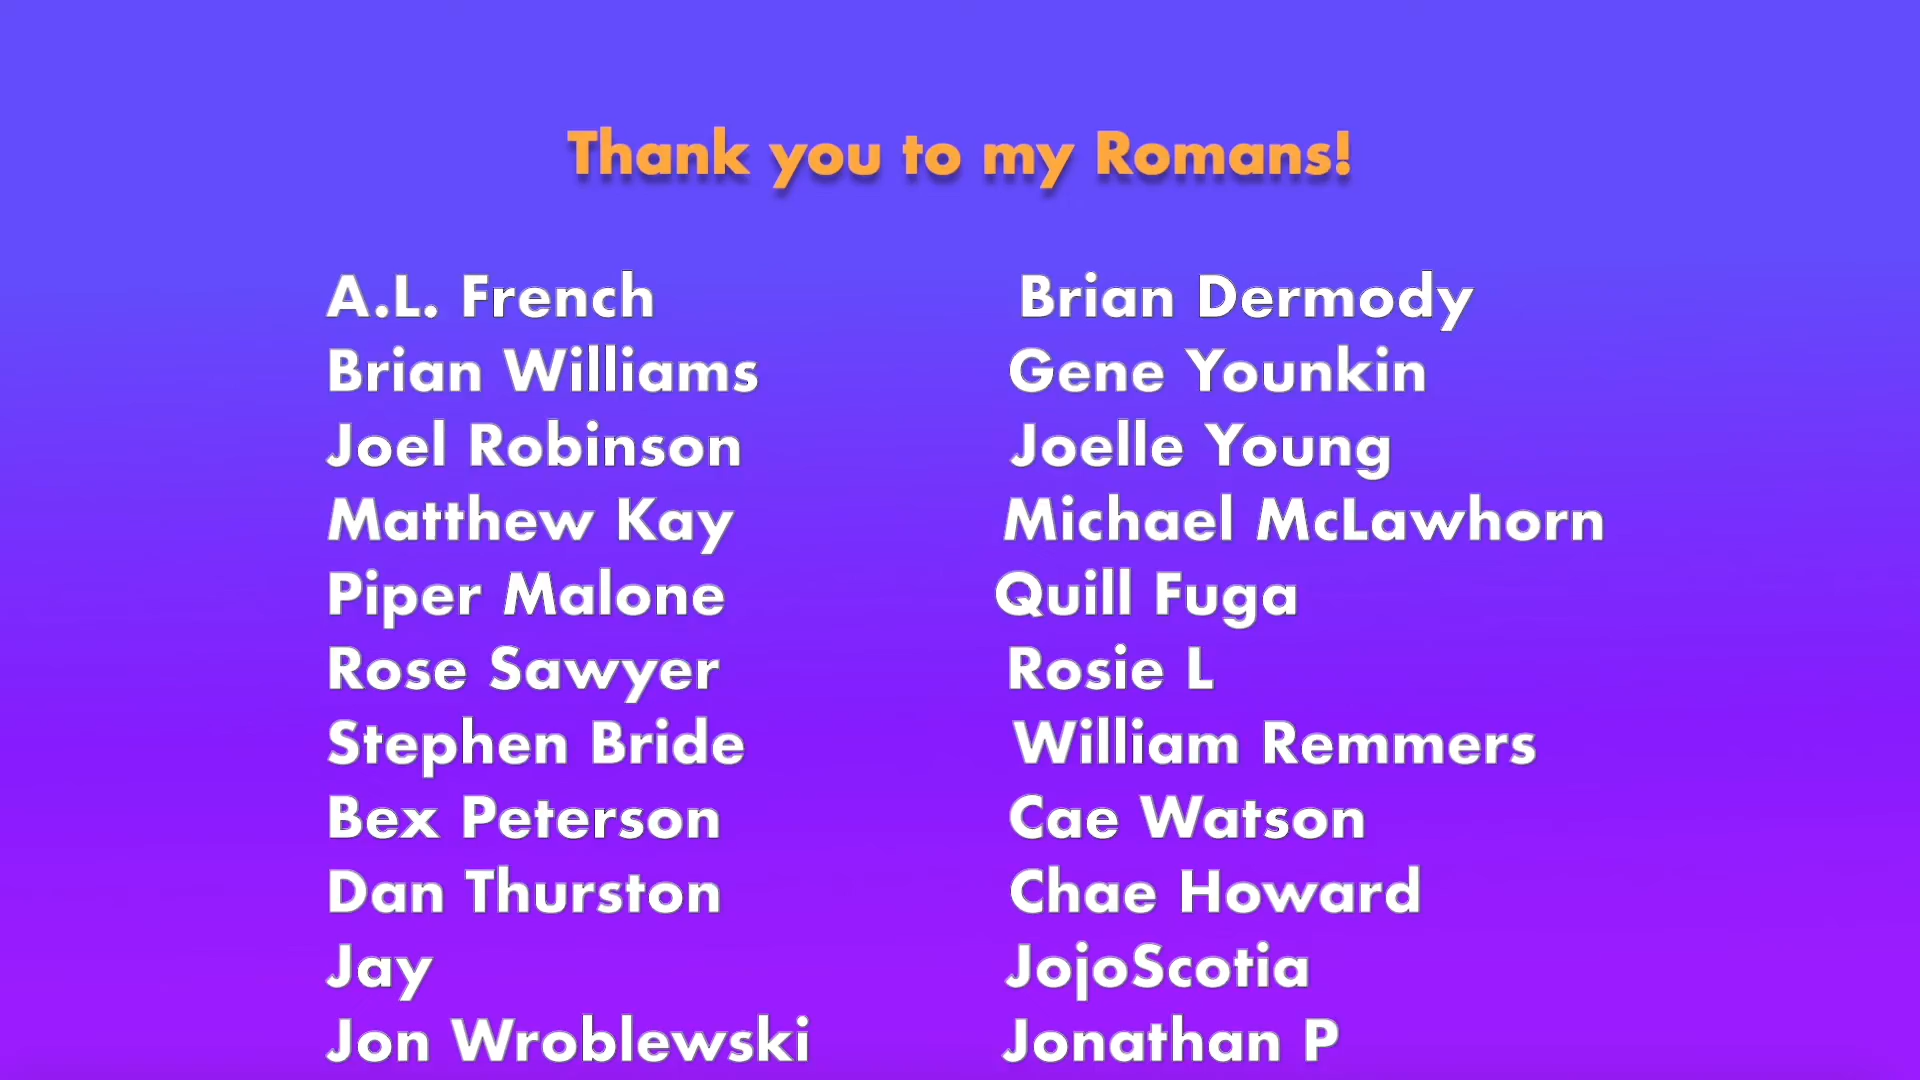 Thank you to my Romans!
A.L. French Brian Dermody
Brian Williams Gene Younkin
Joel Robinson Joelle Young
Matthew Kay Michael McLawhorn
Piper Malone Quill Fuga
Rose Sawyer Rosie L
Stephen Bride William Remmers
Bex Peterson Cae Watson
Dan Thurston Chae Howard
Jay JojoScotia
Jon Wroblewski Jonathan P